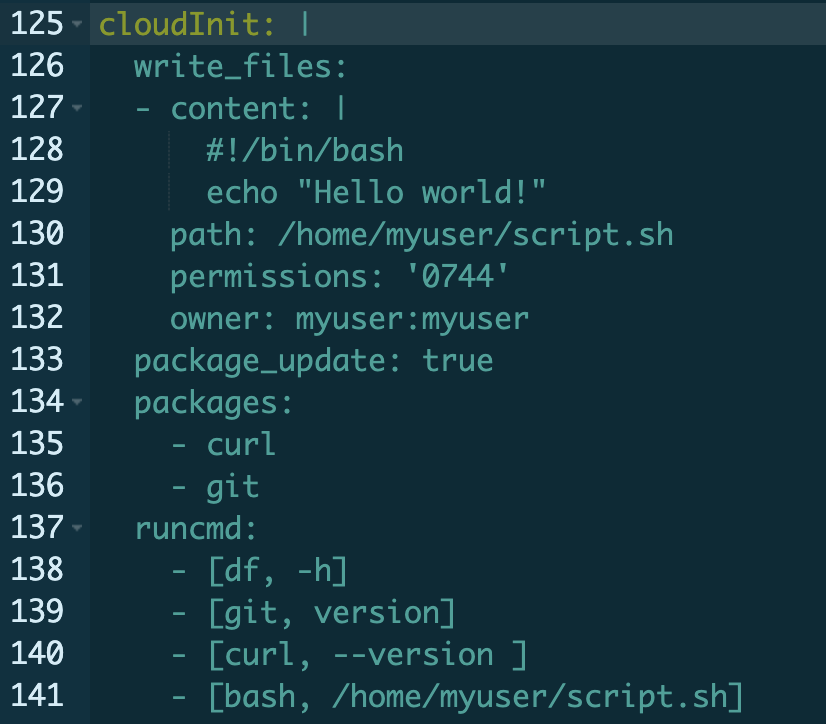 125 cloudInit: |
126   write_files:
127   - content: |
128       #!/bin/bash
129       echo "Hello world!"
130     path: /home/myuser/script.sh
131     permissions: '0744'
132     owner: myuser:myuser
133   package_update: true
134   packages:
135     - curl
136     - git
137   runcmd:
138     - [df, -h]
139     - [git, version]
140     - [curl, --version ]
141     - [bash, /home/myuser/script.sh]